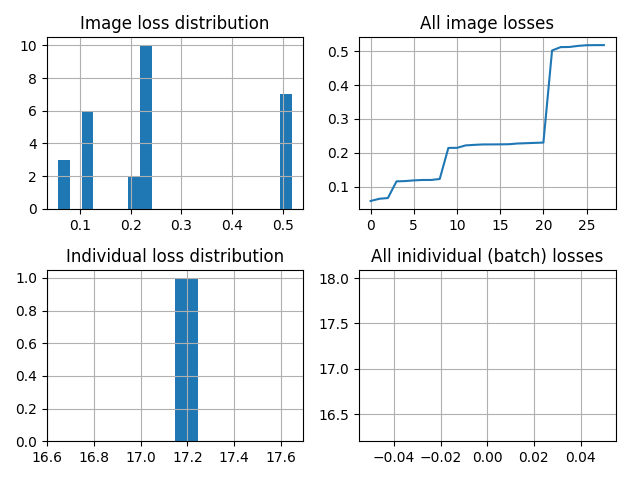 Image loss distribution
10
8
6
4
2
0
0.1 0.2 0.3 0.4 0.5
All image losses
0.5
0.4
0.3
0.2
0.1
0 5 10 15 20 25
Individual loss distribution
1.0
0.8
0.6
0.4
0.2
0.0
16.6 16.8 17.0 17.2 17.4 17.6
All inidividual (batch) losses
18.0
17.5
17.0
16.5
−0.04 −0.02 0.00 0.02 0.04